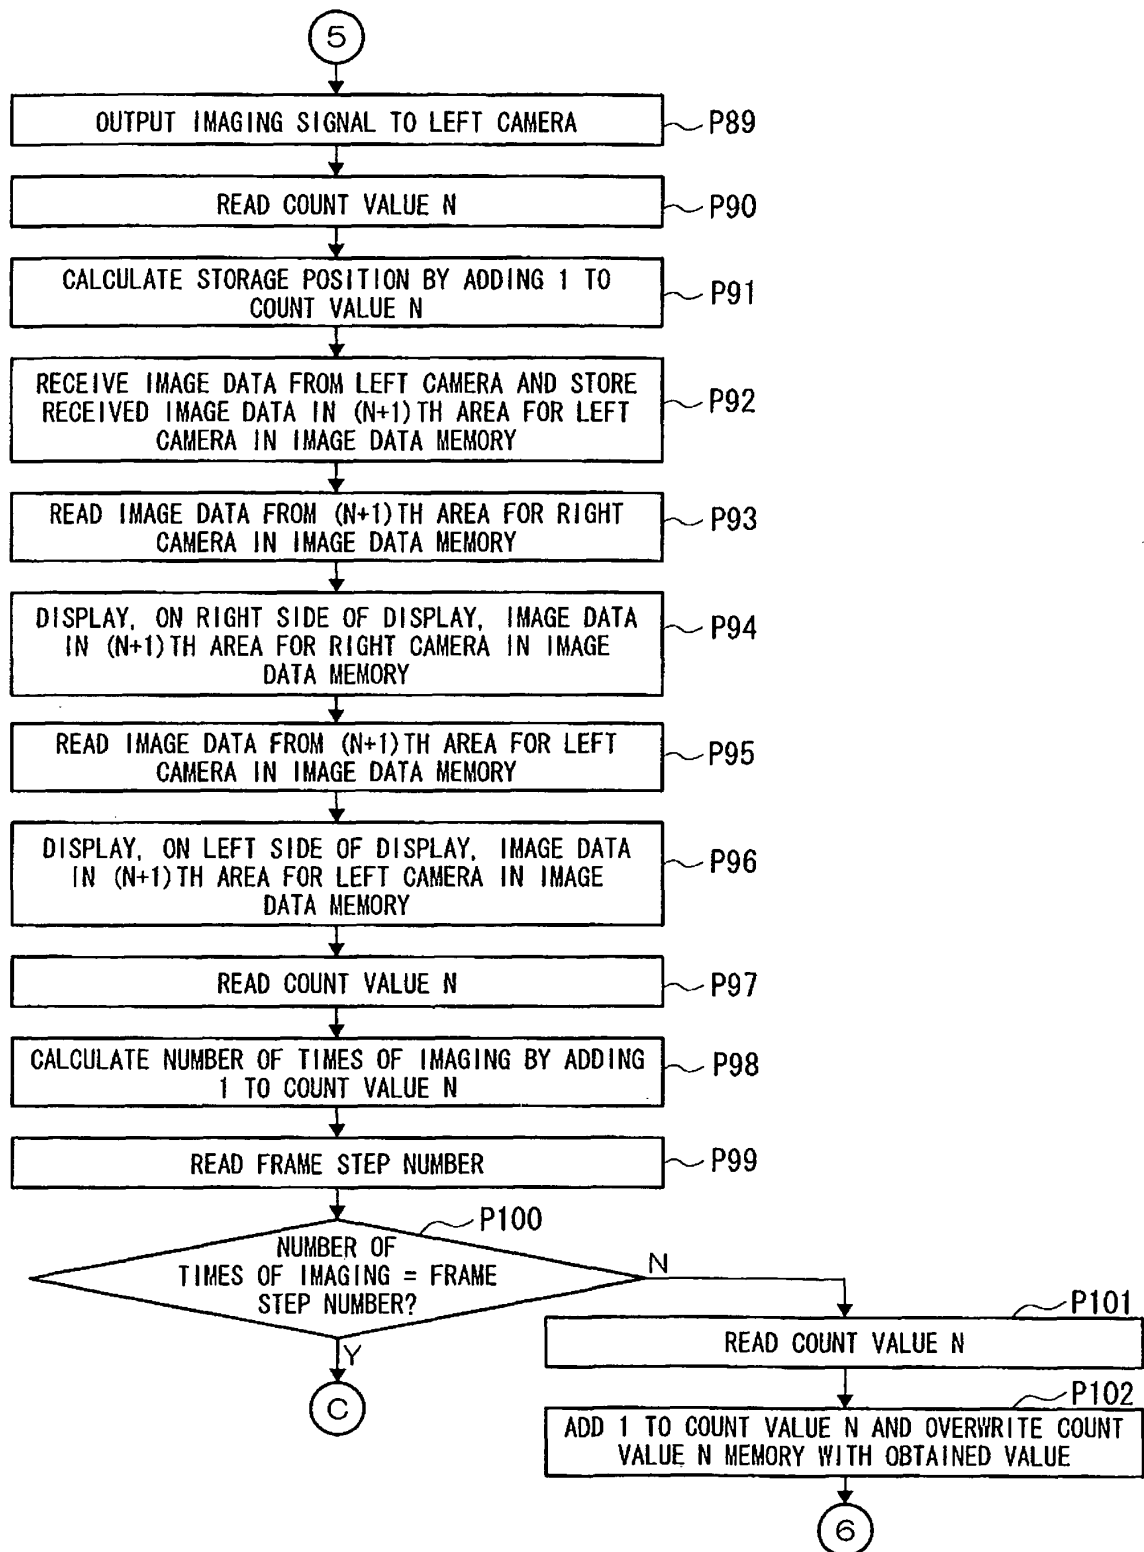 5
OUTPUT IMAGING SIGNAL TO LEFT CAMERA
P89
READ COUNT VALUE N
P90
CALCULATE STORAGE POSITION BY ADDING 1 TO
COUNT VALUE N
P91
RECEIVE IMAGE DATA FROM LEFT CAMERA AND STORE
RECEIVED IMAGE DATA IN (N+1)TH AREA FOR LEFT
CAMERA IN IMAGE DATA MEMORY
P92
READ IMAGE DATA FROM (N+1)TH AREA FOR RIGHT
CAMERA IN IMAGE DATA MEMORY
P93
DISPLAY, ON RIGHT SIDE OF DISPLAY, IMAGE DATA
IN (N+1)TH AREA FOR RIGHT CAMERA IN IMAGE
DATA MEMORY
P94
READ IMAGE DATA FROM (N+1)TH AREA FOR LEFT
CAMERA IN IMAGE DATA MEMORY
P95
DISPLAY, ON LEFT SIDE OF DISPLAY, IMAGE DATA
IN (N+1)TH AREA FOR LEFT CAMERA IN IMAGE
DATA MEMORY
P96
READ COUNT VALUE N
P97
CALCULATE NUMBER OF TIMES OF IMAGING BY ADDING
1 TO COUNT VALUE N
P98
READ FRAME STEP NUMBER
P99
P100
NUMBER OF
TIMES OF IMAGING = FRAME
STEP NUMBER?
N
Y
C
P101
READ COUNT VALUE N
P102
ADD 1 TO COUNT VALUE N AND OVERWRITE COUNT
VALUE N MEMORY WITH OBTAINED VALUE
6